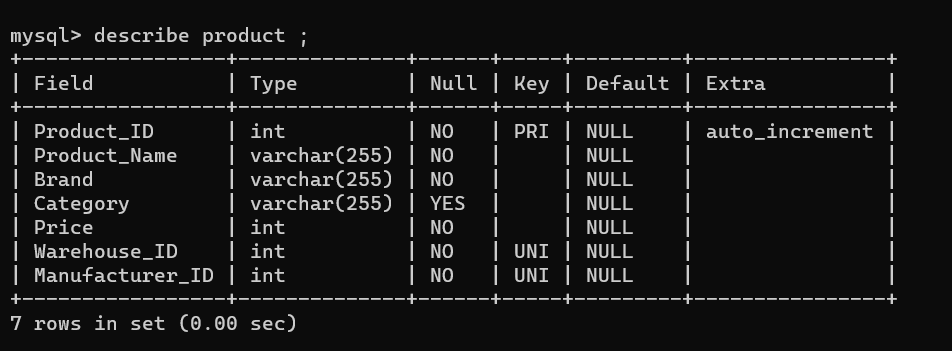 mysql> describe product ;
+-----------------+--------------+------+-----+---------+----------------+
| Field           | Type         | Null | Key | Default | Extra          |
+-----------------+--------------+------+-----+---------+----------------+
| Product_ID      | int          | NO   | PRI | NULL    | auto_increment |
| Product_Name    | varchar(255) | NO   |     | NULL    |                |
| Brand           | varchar(255) | NO   |     | NULL    |                |
| Category        | varchar(255) | YES  |     | NULL    |                |
| Price           | int          | NO   |     | NULL    |                |
| Warehouse_ID    | int          | NO   | UNI | NULL    |                |
| Manufacturer_ID | int          | NO   | UNI | NULL    |                |
+-----------------+--------------+------+-----+---------+----------------+
7 rows in set (0.00 sec)